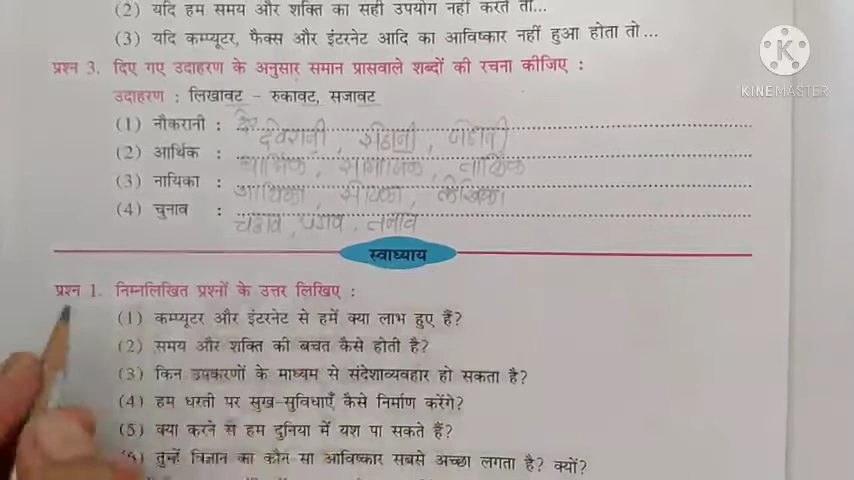 (2) यदि हम समय और शक्ति का सही उपयोग नहीं करते तो...
(3) यदि कम्प्यूटर, फैक्स और इंटरनेट आदि का आविष्कार नहीं हुआ होता तो ...
K
KINEMASTER
प्रश्न 3. दिए गए उदाहरण के अनुसार समान प्रासवाले शब्दों की रचना कीजिए :
उदाहरण : लिखावट – रुकावट, सजावट
(1) नौकरानी : देवरानी, सेठानी, जेठानी
(2) आर्थिक : धार्मिक, सामाजिक, तार्किक
(3) नायिका : गायिका, लेखिका
(4) चुनाव : चढाव, पडाव, तनाव
स्वाध्याय
प्रश्न 1. निम्नलिखित प्रश्नों के उत्तर लिखिए :
(1) कम्प्यूटर और इंटरनेट से हमें क्या लाभ हुए हैं?
(2) समय और शक्ति की बचत कैसे होती है?
(3) किन उपकरणों के माध्यम से संदेशाव्यवहार हो सकता है?
(4) हम धरती पर सुख-सुविधाएँ कैसे निर्माण करेंगे?
(5) क्या करने से हम दुनिया में यश पा सकते हैं?
(6) तुम्हें विज्ञान का कौन सा आविष्कार सबसे अच्छा लगता है? क्यों?